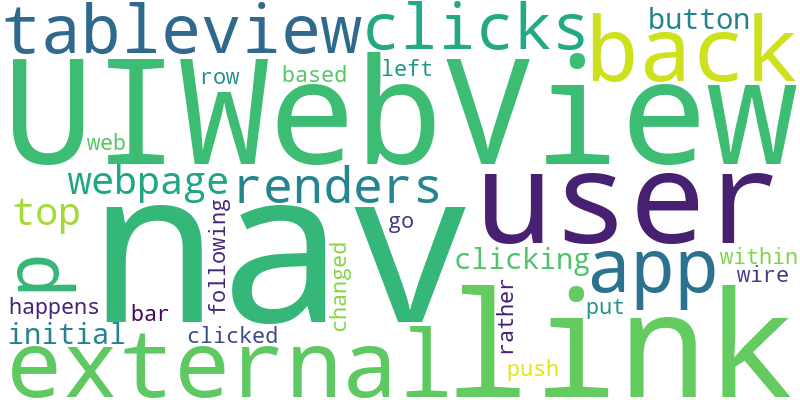 tableview clicks back button
UIWebView
row based left
web
webpage renders user
top nav following go
p changed clicking app within
wire
happens bar rather put link
initial clicked
external push